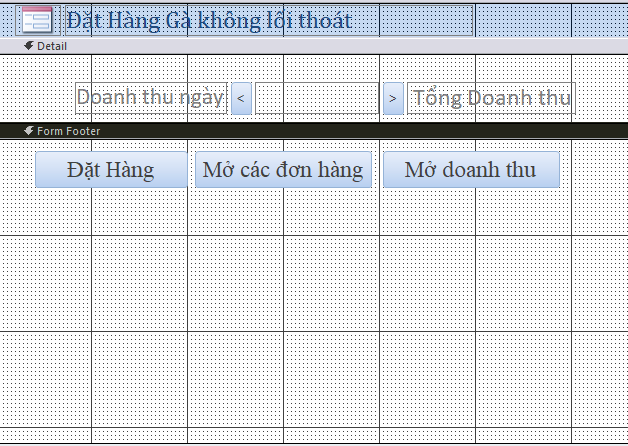 Đặt Hàng Gà không lối thoát
Detail
Doanh thu ngày < > Tổng Doanh thu
Form Footer
Đặt Hàng Mở các đơn hàng Mở doanh thu